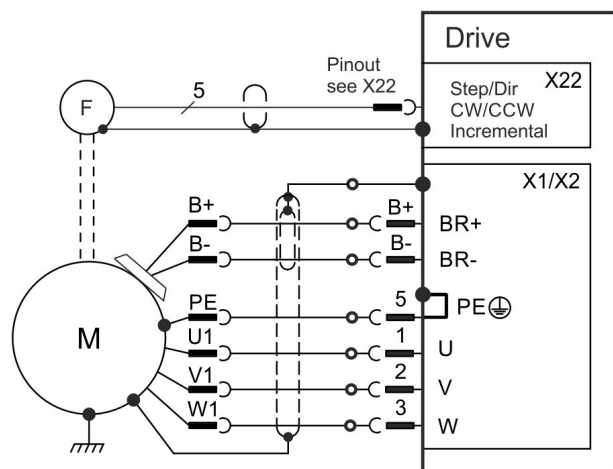 Drive
Pinout
see X22
X22
F
5
Step/Dir
CW/CCW
Incremental
X1/X2
B+
B+
BR+
B-
B-
BR-
PE
5
PE
M
U1
1
U
V1
2
V
W1
3
W